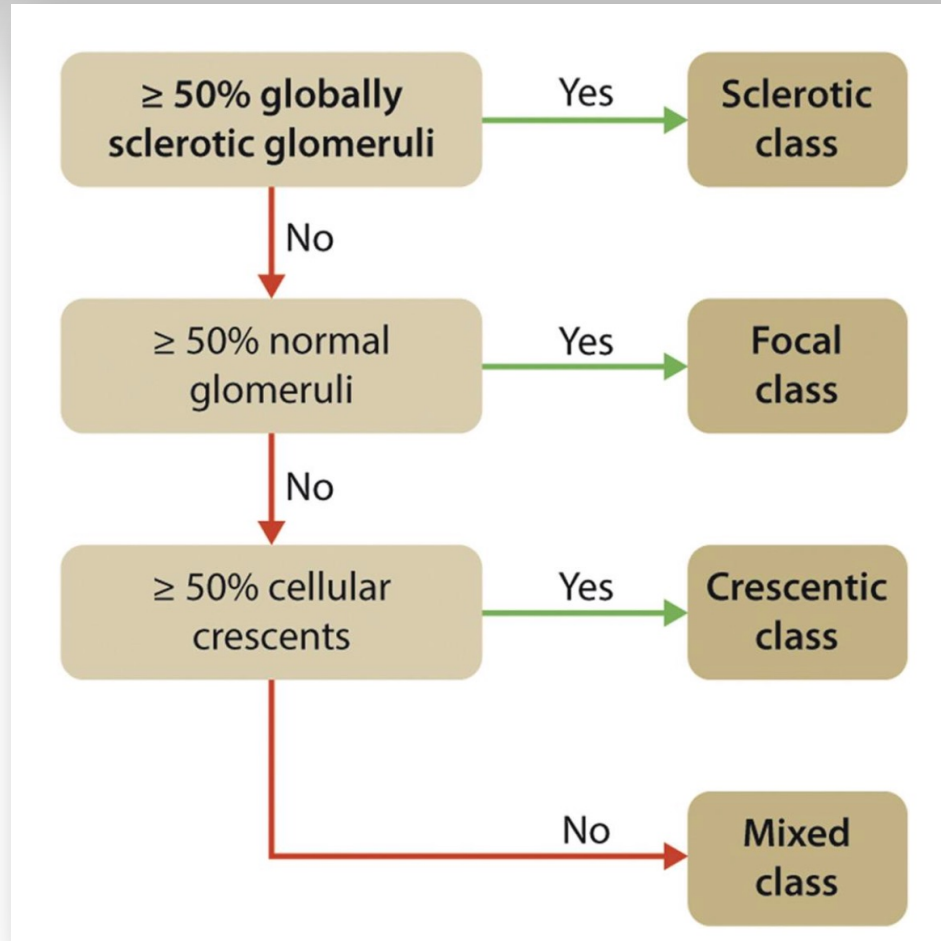 ≥ 50% globally
sclerotic glomeruli
Yes
Sclerotic
class
No
≥ 50% normal
glomeruli
Yes
Focal
class
No
≥ 50% cellular
crescents
Yes
Crescentic
class
No
Mixed
class